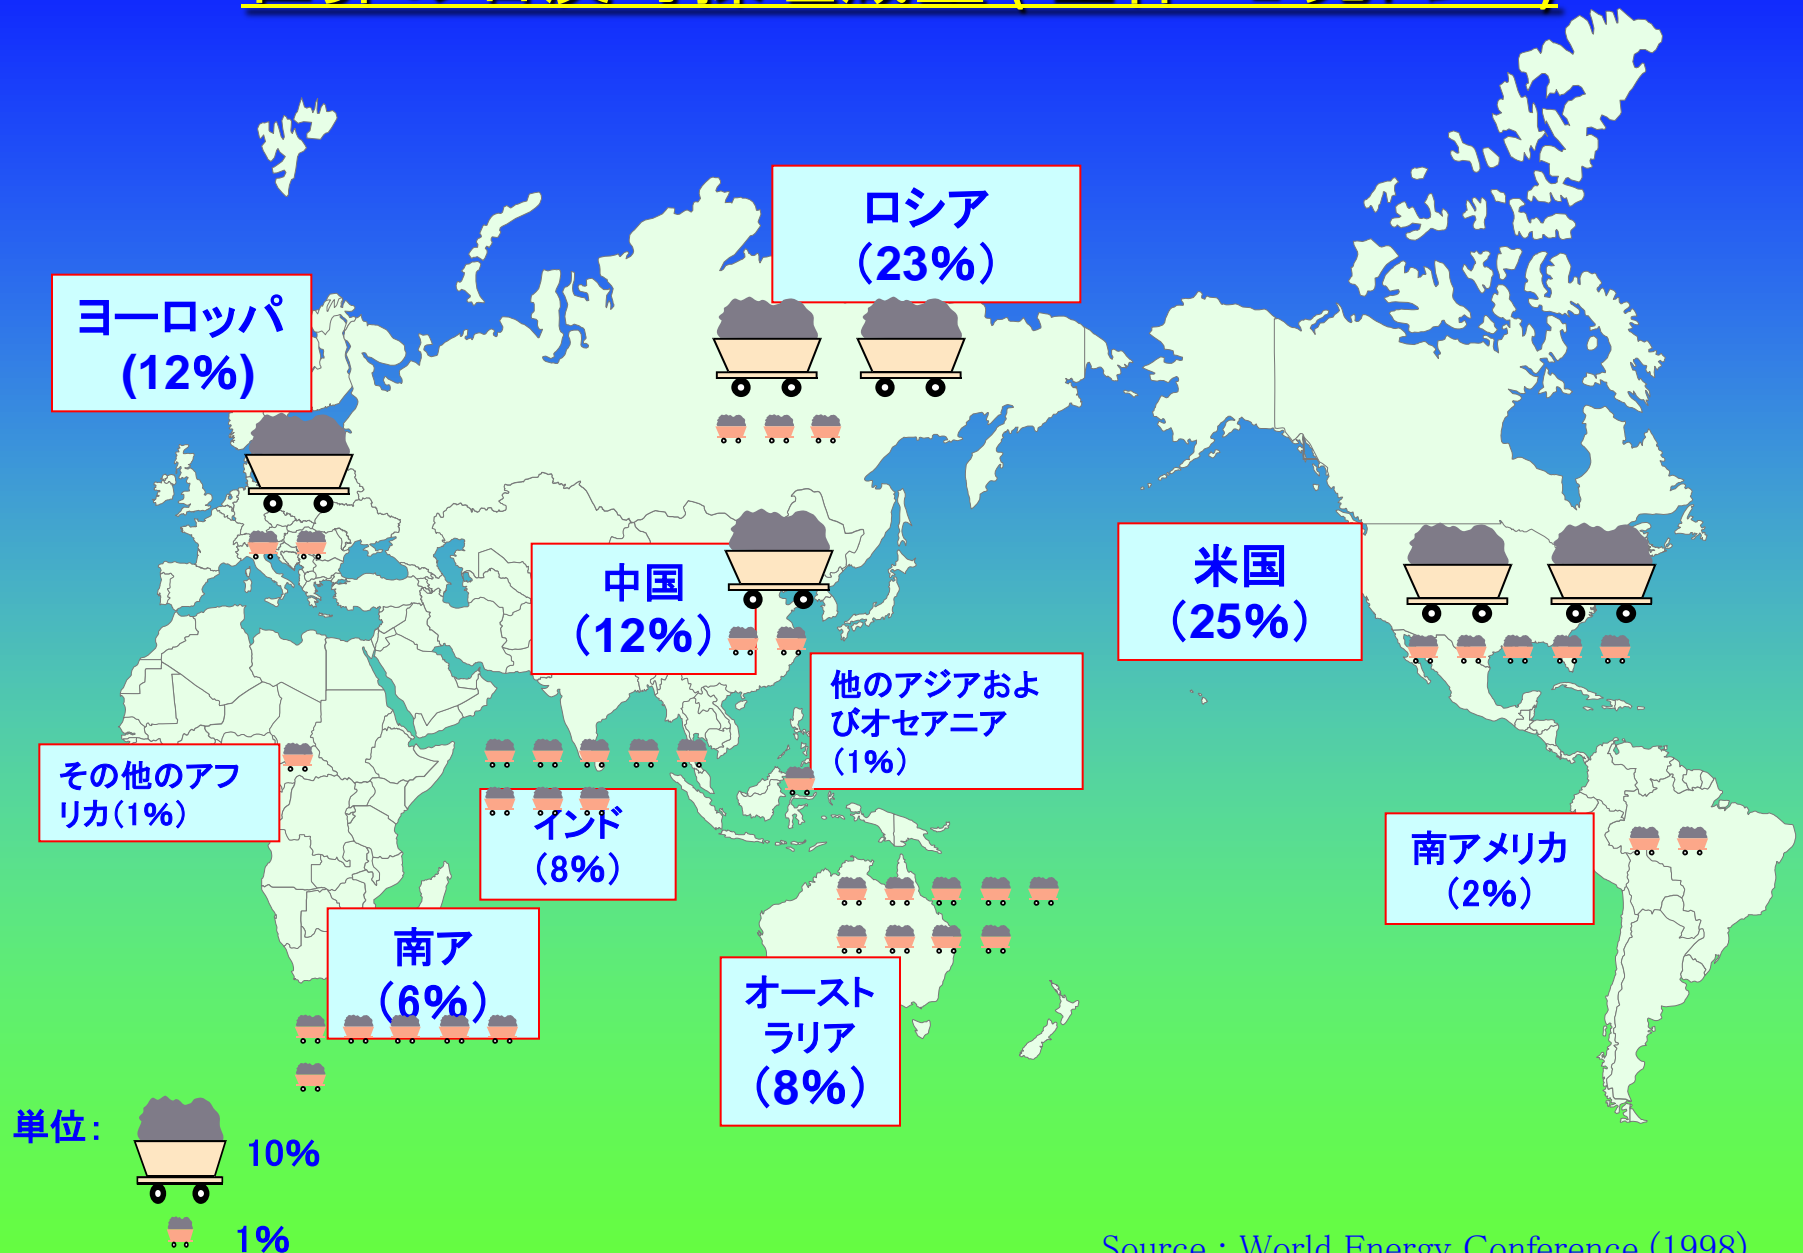 ロシア
（23%）
ヨーロッパ
(12%)
中国
（12%）
米国
（25%）
他のアジアおよ
びオセアニア
（1%）
その他のアフ
リカ（1%）
インド
（8%）
南アメリカ
（2%）
南ア
（6%）
オースト
ラリア
（8%）
単位：
10%
1%
Source : World Energy Conference (1998)